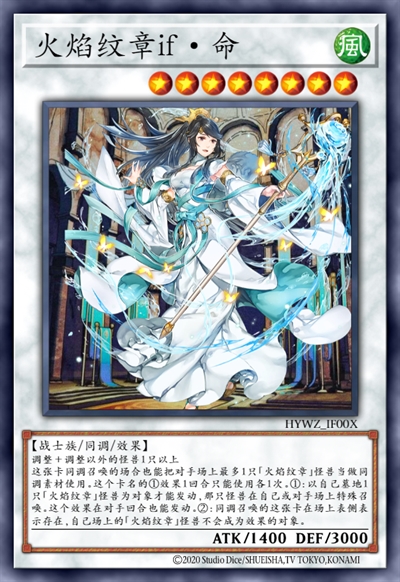 火焰纹章if·命
風
HYWZ_IF00X
【战士族/同调/效果】
调整+调整以外的怪兽1只以上
这张卡同调召唤的场合也能把对手场上最多1只「火焰纹章」怪兽当做同
调素材使用。这个卡名的①效果1回合只能使用各1次。①:以自己墓地1
只「火焰纹章」怪兽为对象才能发动,那只怪兽在自己或对手场上特殊召
唤。这个效果在对手回合也能发动。②:同调召唤的这张卡在场上表侧表
示存在,自己场上的「火焰纹章」怪兽不会成为效果的对象。
ATK/1400 DEF/3000
©2020 Studio Dice/SHUEISHA,TV TOKYO,KONAMI